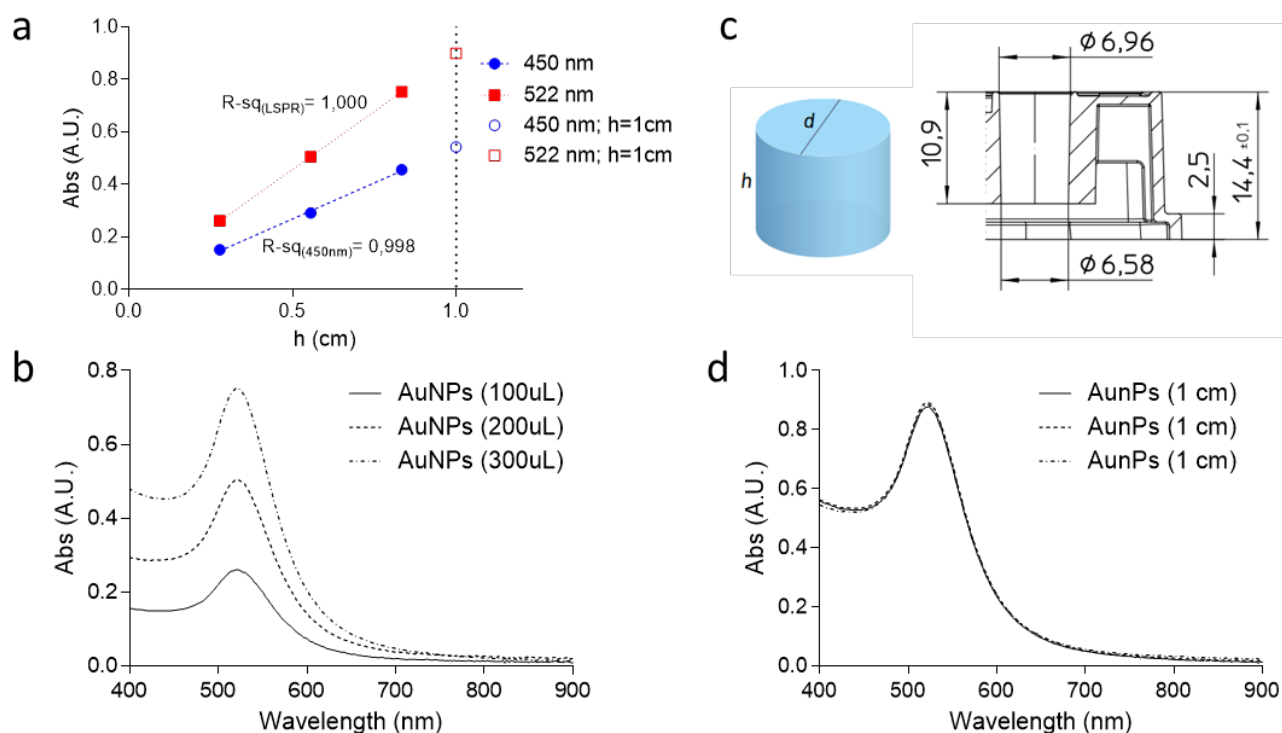 a
Abs (A.U.)
1.0
0.8
0.6
0.4
0.2
0.0
R-sq(LSPR)= 1,000
R-sq(450nm)= 0,998
0.0
0.5
1.0
h (cm)
450 nm
522 nm
450 nm; h=1cm
522 nm; h=1cm
c
d
h
ϕ6,96
10,9
2,5
14,4 ±0.1
ϕ6,58
b
Abs (A.U.)
0.8
0.6
0.4
0.2
0.0
AuNPs (100uL)
AuNPs (200uL)
AuNPs (300uL)
400 500 600 700 800 900
Wavelength (nm)
d
Abs (A.U.)
1.0
0.8
0.6
0.4
0.2
0.0
AunPs (1 cm)
AunPs (1 cm)
AunPs (1 cm)
400 500 600 700 800 900
Wavelength (nm)